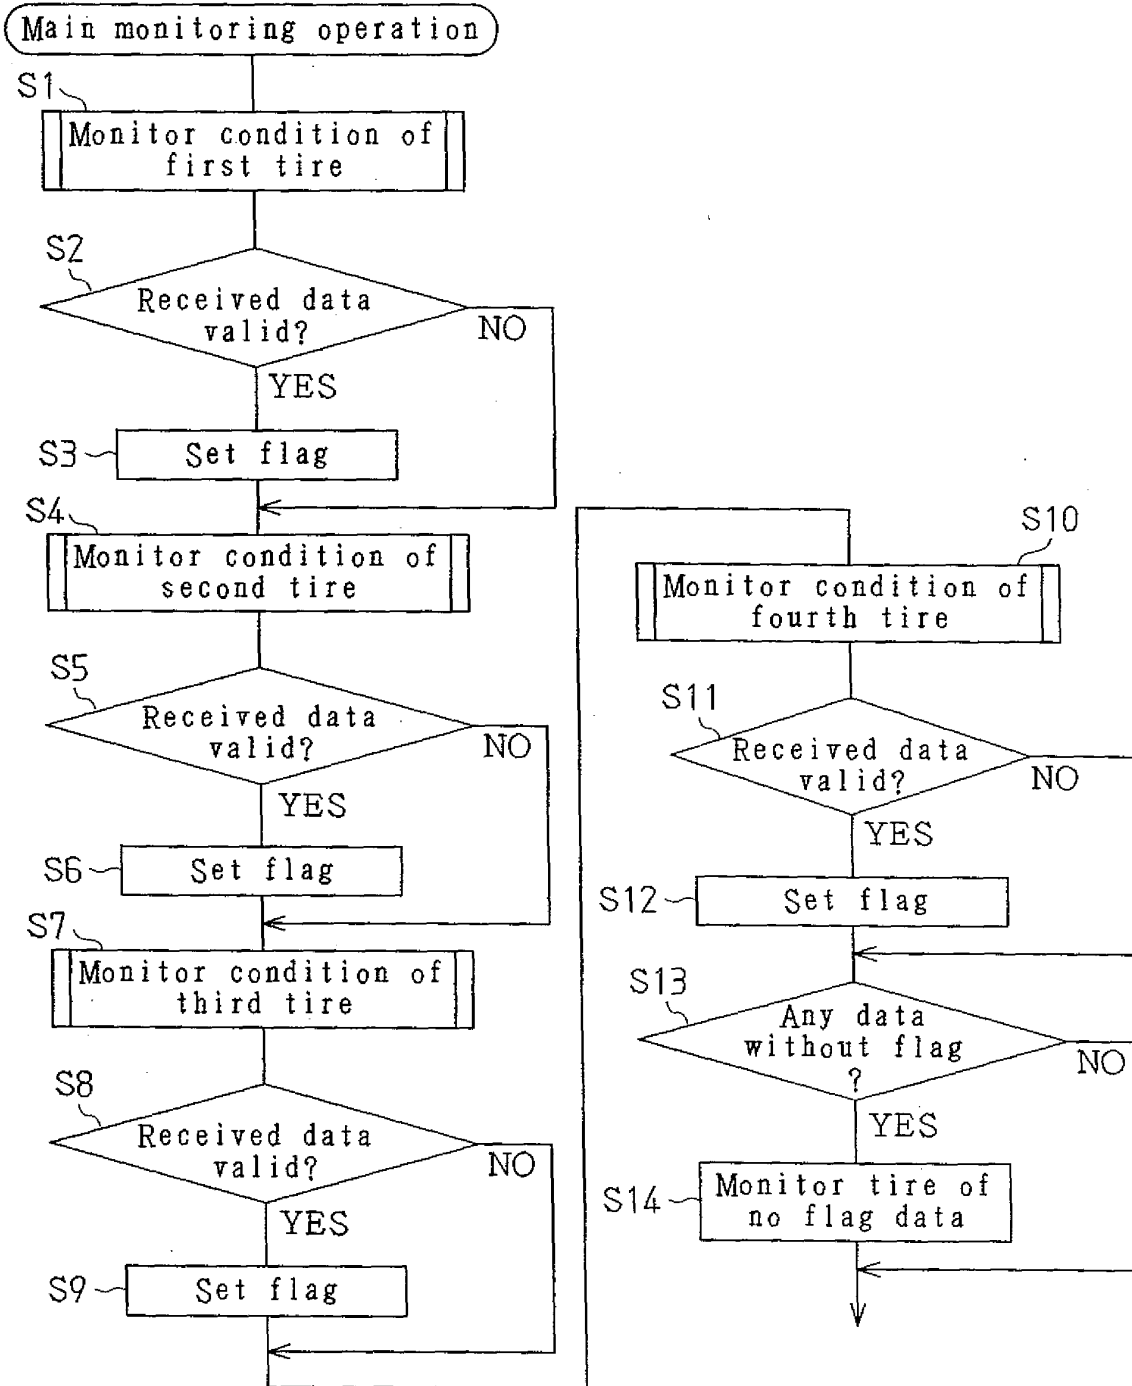 Main monitoring operation
S1
Monitor condition of
first tire
S2
Received data
valid?
NO
YES
S3
Set flag
S4
Monitor condition of
second tire
S5
Received data
valid?
NO
YES
S6
Set flag
S7
Monitor condition of
third tire
S8
Received data
valid?
NO
YES
S9
Set flag
S10
Monitor condition of
fourth tire
S11
Received data
valid?
NO
YES
S12
Set flag
S13
Any data
without flag
?
NO
YES
S14
Monitor tire of
no flag data